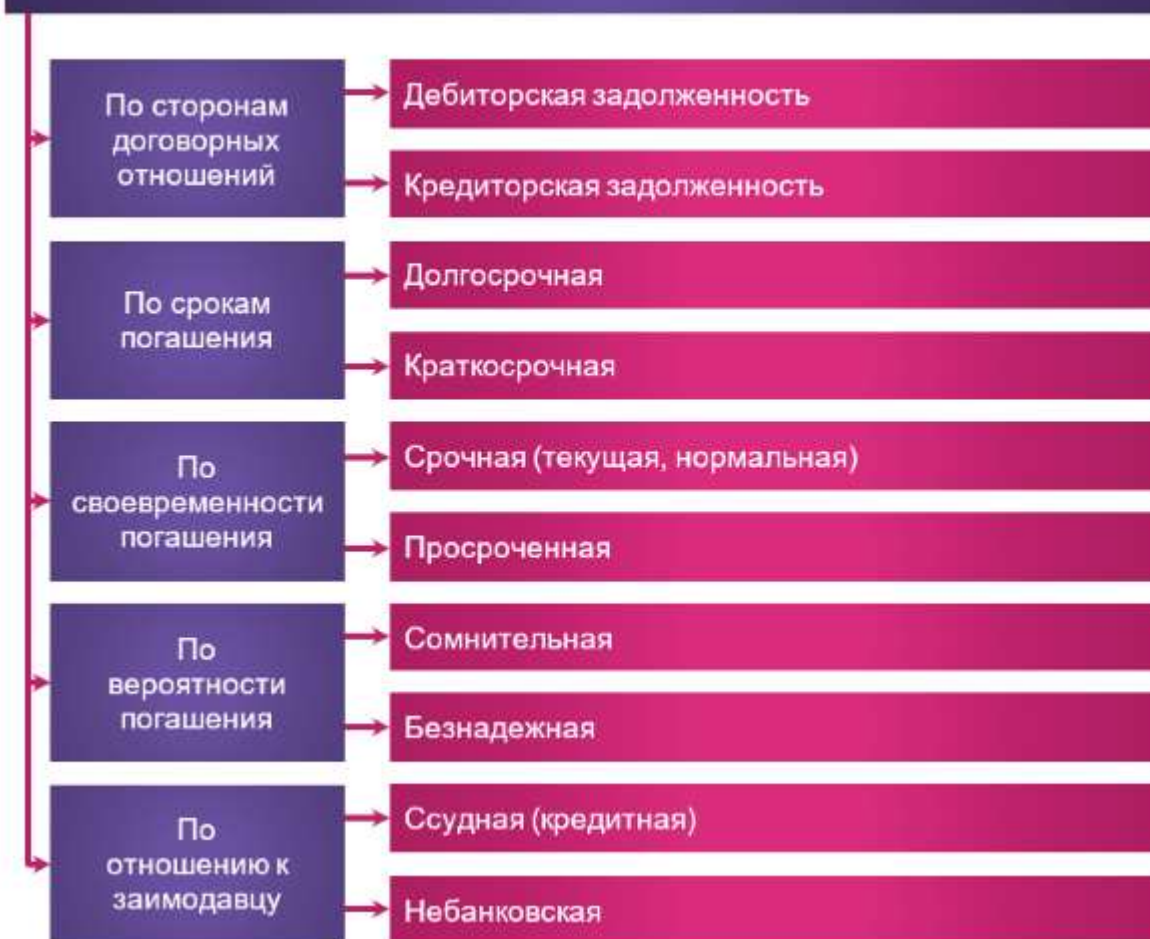 По сторонам
договорных
отношений
Дебиторская задолженность
Кредиторская задолженность
По срокам
погашения
Долгосрочная
Краткосрочная
По
своевременности
погашения
Срочная (текущая, нормальная)
Просроченная
По
вероятности
погашения
Сомнительная
Безнадежная
По
отношению к
заимодавцу
Ссудная (кредитная)
Небанковская